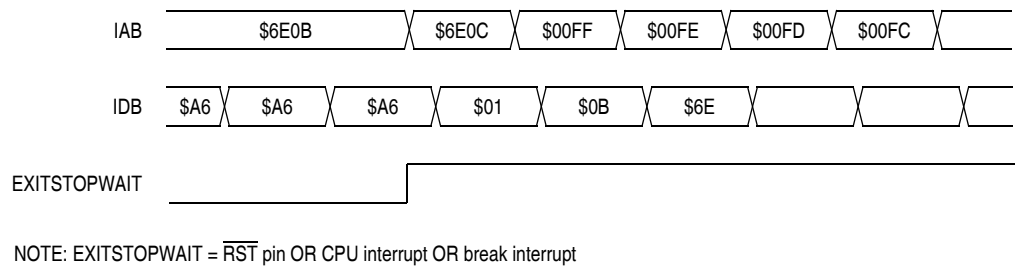 IAB $6E0B $6E0C $00FF $00FE $00FD $00FC
IDB $A6 $A6 $A6 $01 $0B $6E
EXITSTOPWAIT
NOTE: EXITSTOPWAIT = RST pin OR CPU interrupt OR break interrupt